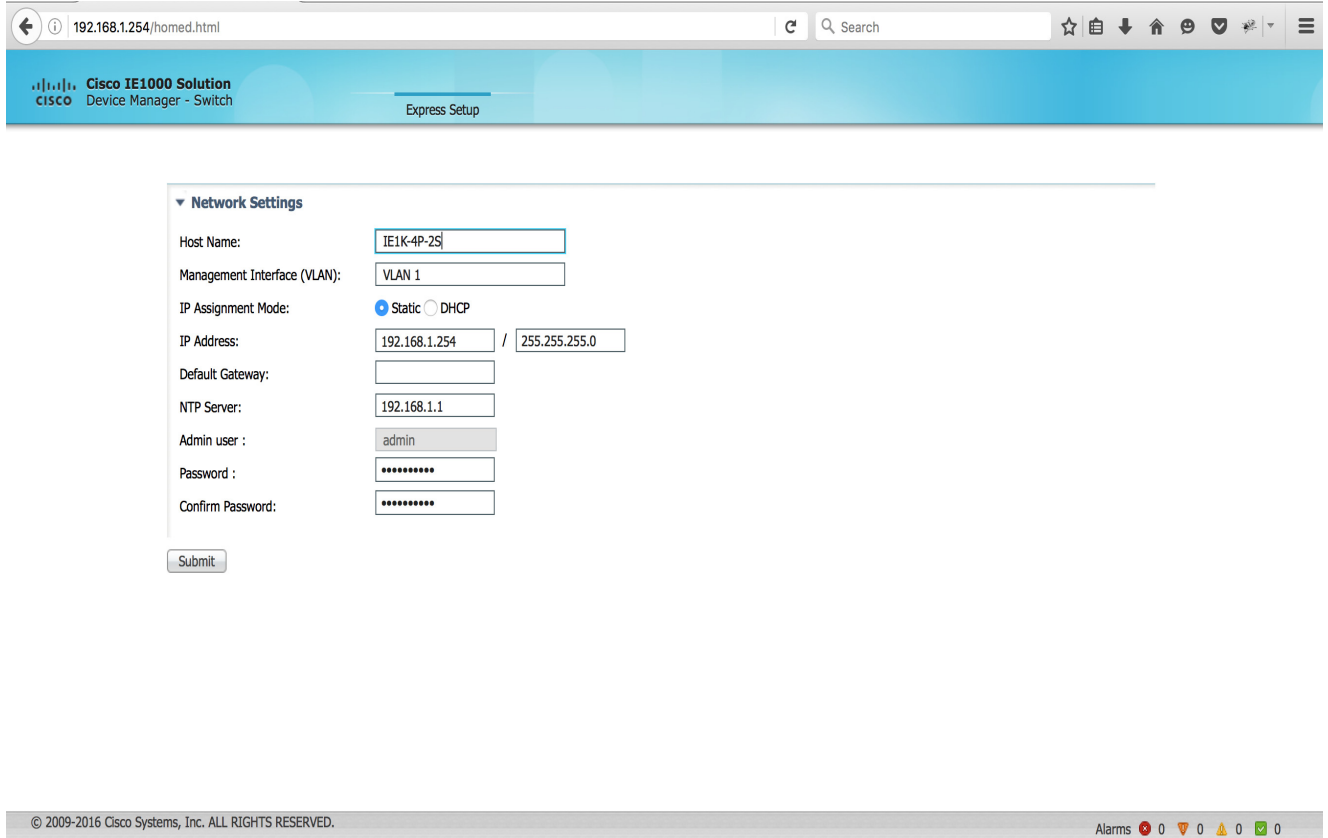 192.168.1.254/homed.html
Search
CISCO
Cisco IE1000 Solution
Device Manager - Switch
Express Setup
Network Settings
Host Name: IE1K-4P-2S
Management Interface (VLAN): VLAN 1
IP Assignment Mode: Static DHCP
IP Address: 192.168.1.254 / 255.255.255.0
Default Gateway:
NTP Server: 192.168.1.1
Admin user : admin
Password : ••••••••••
Confirm Password: ••••••••••
Submit
© 2009-2016 Cisco Systems, Inc. ALL RIGHTS RESERVED.
Alarms 0 0 0 0